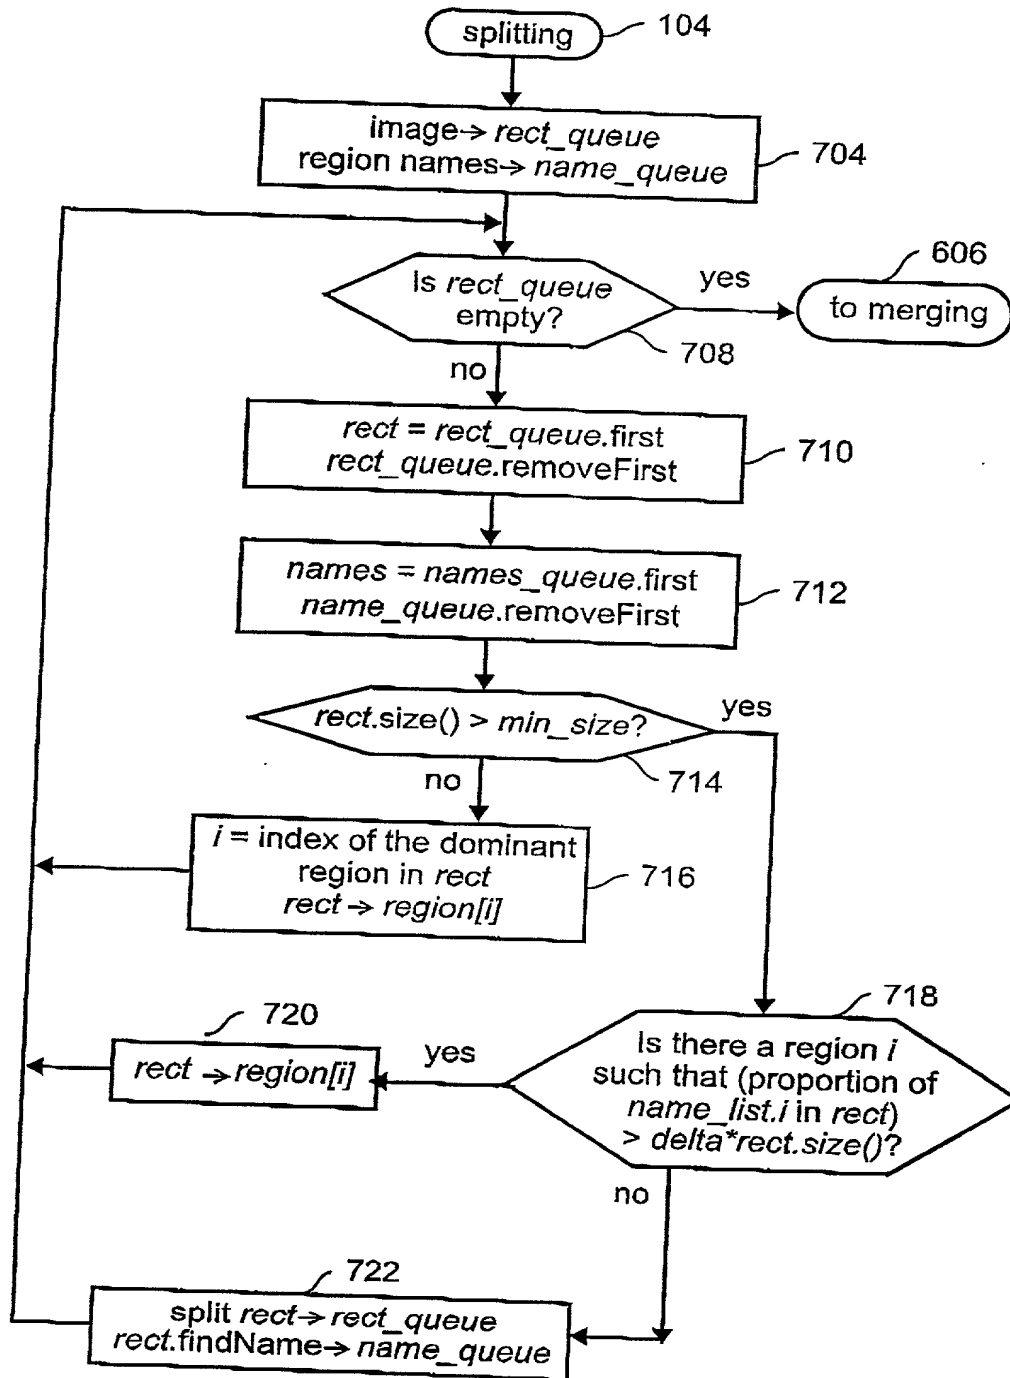 splitting
104
image→ rect_queue
region names→ name_queue
704
Is rect_queue
empty?
yes
606
to merging
708
no
rect = rect_queue.first
rect_queue.removeFirst
710
names = names_queue.first
name_queue.removeFirst
712
rect.size() > min_size?
yes
714
no
i = index of the dominant
region in rect
rect → region[i]
716
718
Is there a region i
such that (proportion of
name_list.i in rect)
> delta*rect.size()?
yes
720
rect → region[i]
no
722
split rect→ rect_queue
rect.findName→ name_queue